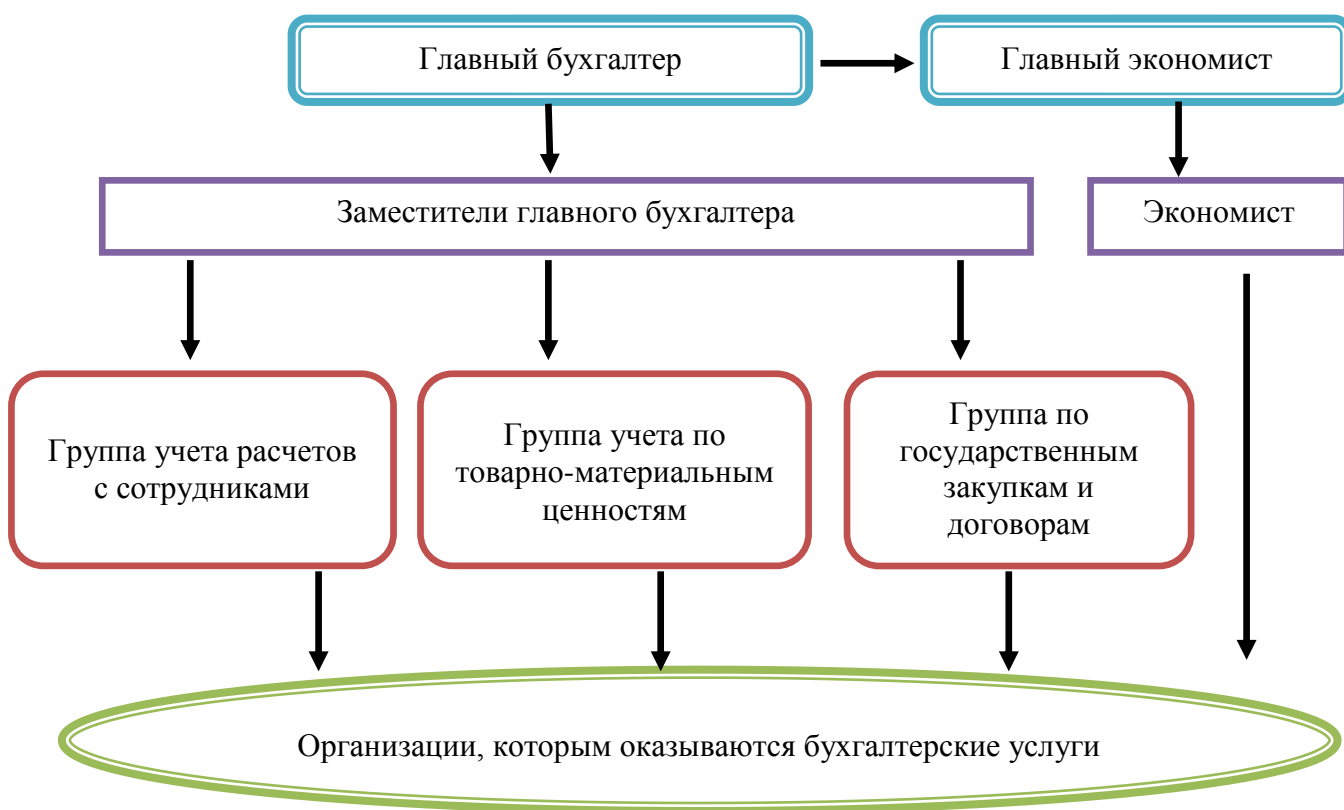 Главный бухгалтер
Главный экономист
Заместители главного бухгалтера
Экономист
Группа учета расчетов
с сотрудниками
Группа учета по
товарно-материальным
ценностям
Группа по
государственным
закупкам и
договорам
Организации, которым оказываются бухгалтерские услуги